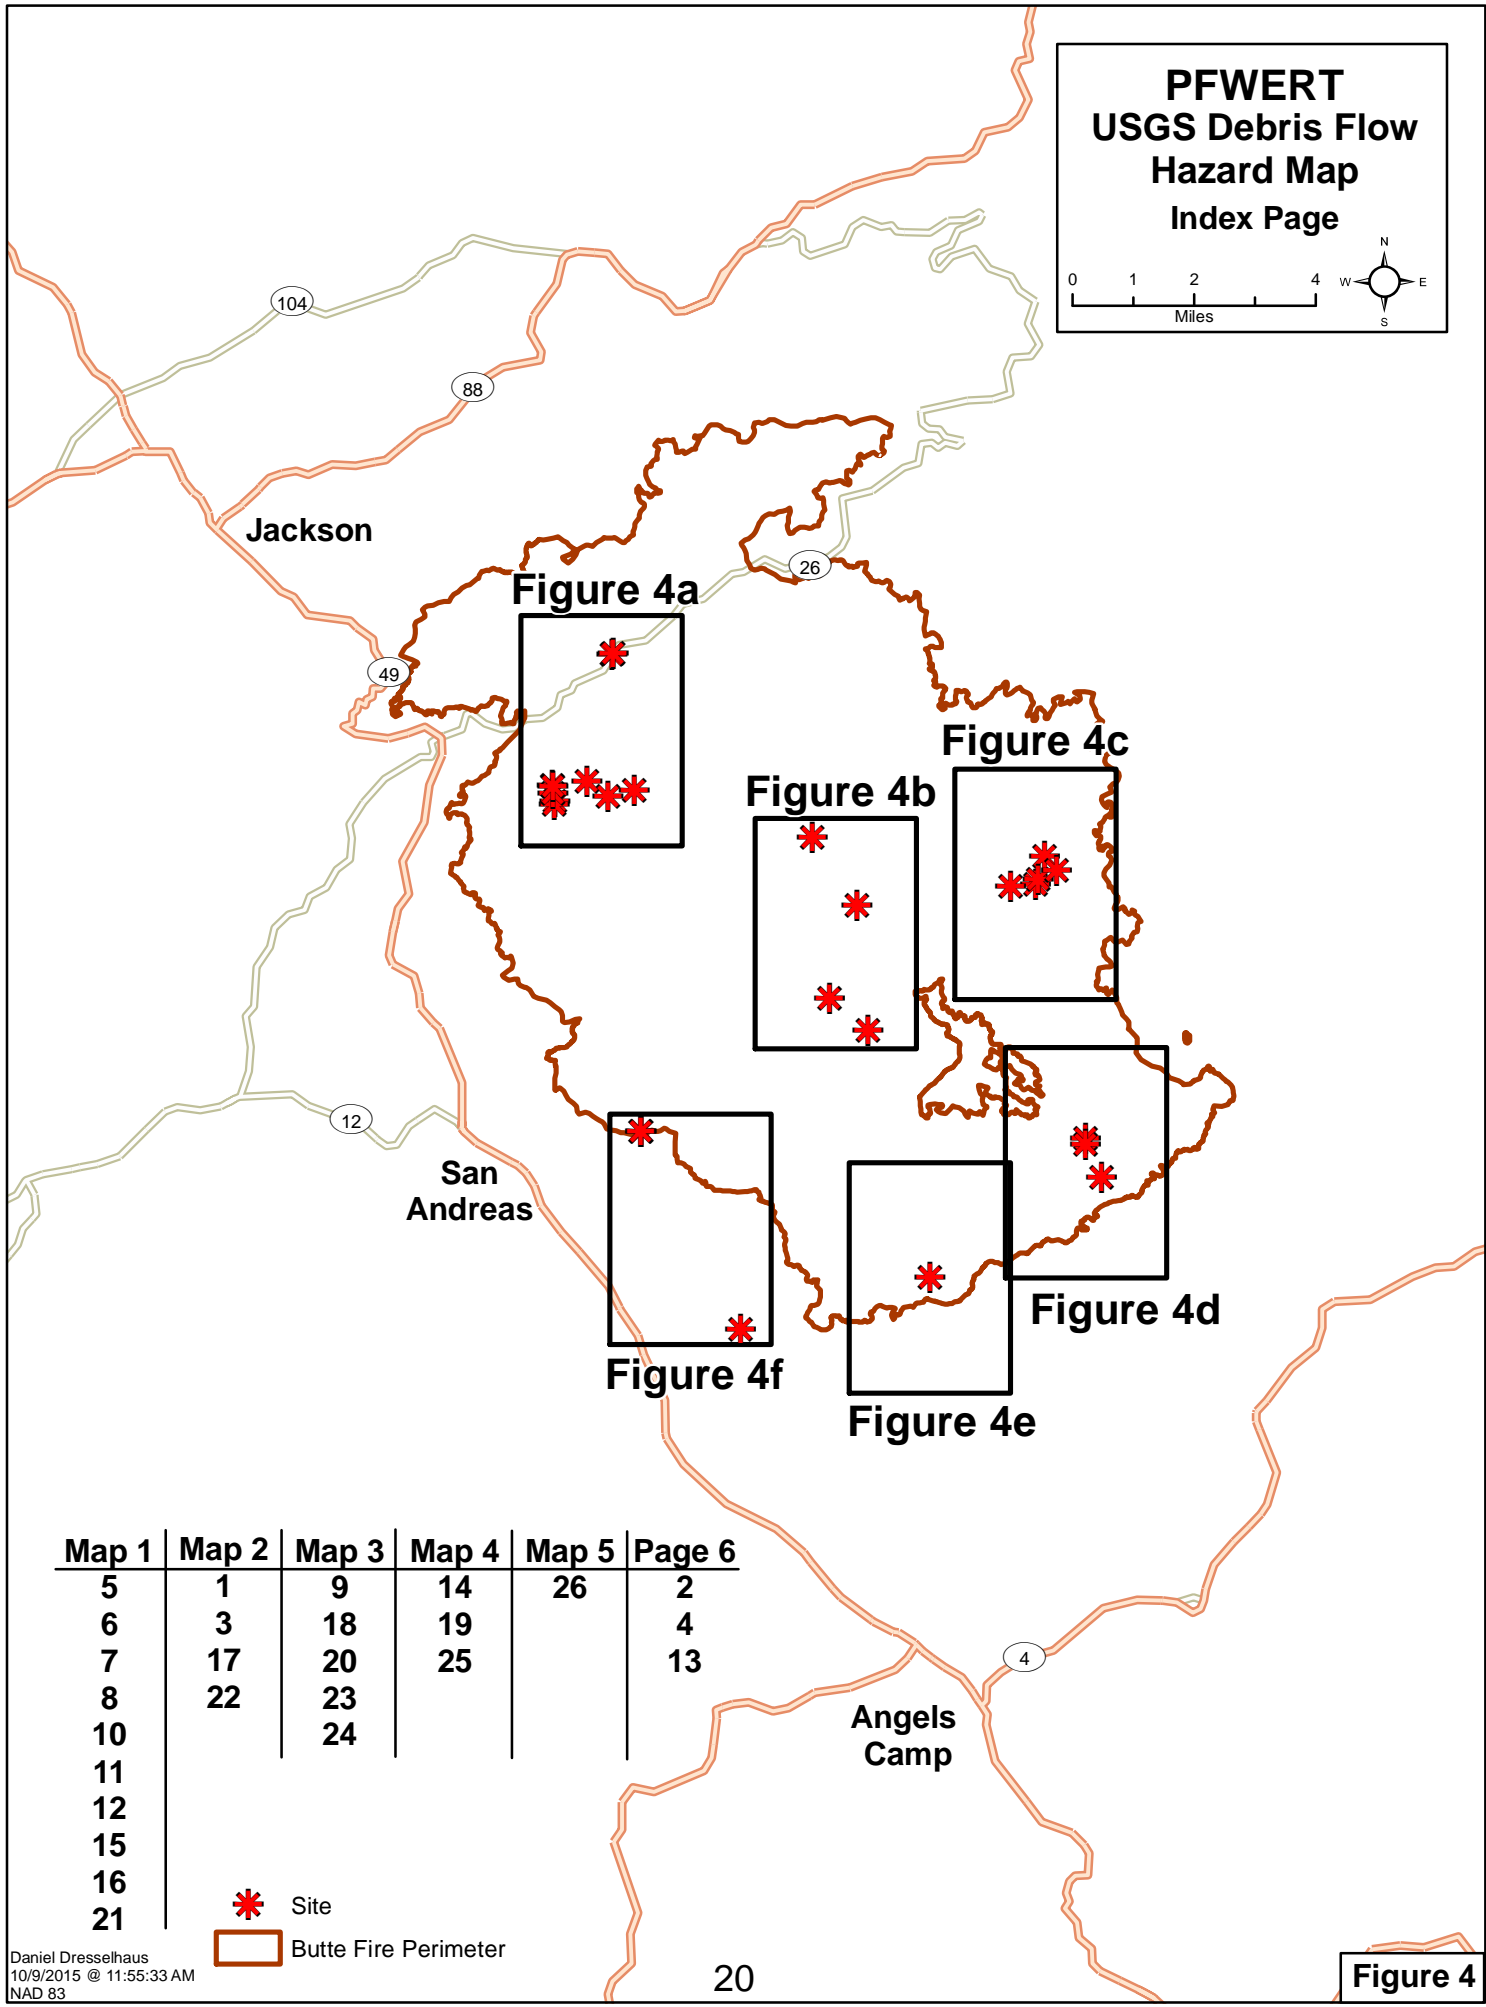 PFWERT
USGS Debris Flow
Hazard Map
Index Page
N
W E
S
0 1 2 4
Miles
104
88
Jackson
26
Figure 4a
49
Figure 4c
Figure 4b
12
San
Andreas
Figure 4d
Figure 4f
Figure 4e
Map 1 Map 2 Map 3 Map 4 Map 5 Page 6
5 1 9 14 26 2
6 3 18 19 4
7 17 20 25 13
8 22 23
10 24
11
12
15
16
21
4
Angels
Camp
Site
Butte Fire Perimeter
Daniel Dresselhaus
10/9/2015 @ 11:55:33 AM
NAD 83
20
Figure 4